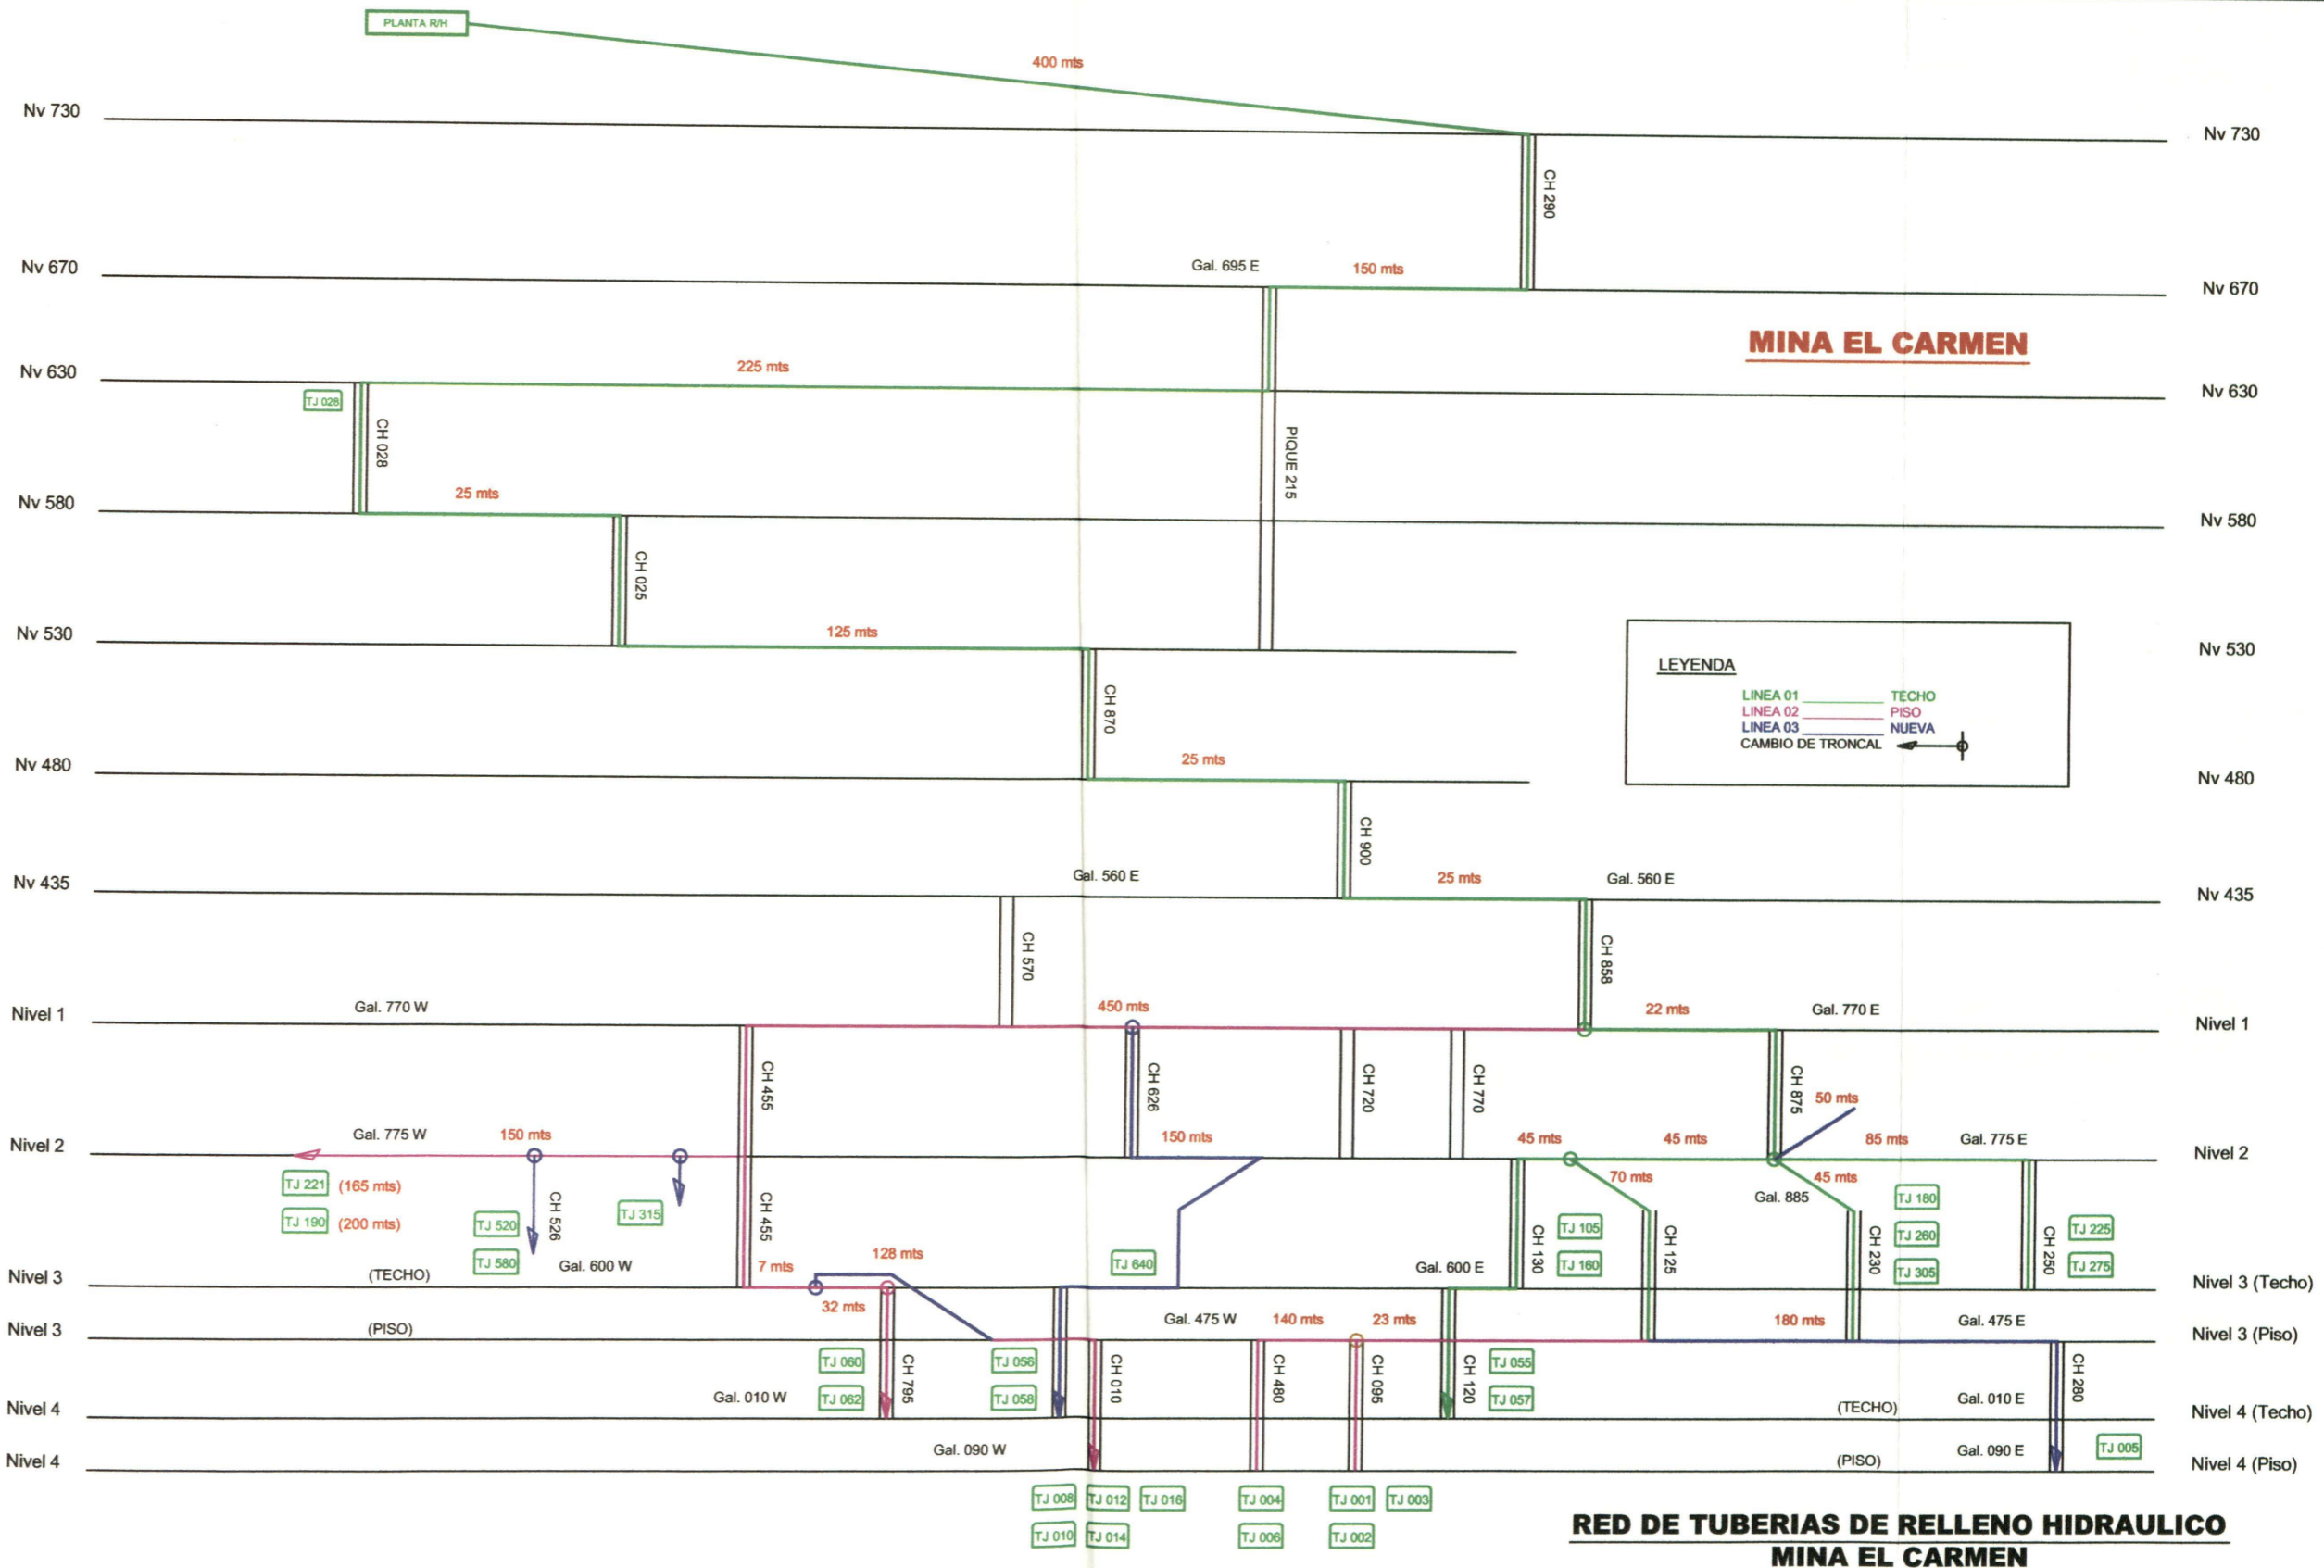 PLANTA R/H
400 mts
Nv 730
Nv 730
CH 290
Nv 670
Gal. 695 E
150 mts
Nv 670
MINA EL CARMEN
Nv 630
225 mts
Nv 630
TJ 028
CH 028
PIQUE 215
Nv 580
25 mts
Nv 580
CH 025
Nv 530
125 mts
Nv 530
LEYENDA
LINEA 01 TECHO
LINEA 02 PISO
LINEA 03 NUEVA
CAMBIO DE TRONCAL
CH 870
Nv 480
25 mts
Nv 480
CH 900
Nv 435
Gal. 560 E
25 mts
Gal. 560 E
Nv 435
CH 570
CH 858
Nivel 1
Gal. 770 W
450 mts
22 mts
Gal. 770 E
Nivel 1
CH 455
CH 626
CH 720
CH 770
CH 875
50 mts
Nivel 2
Gal. 775 W
150 mts
150 mts
45 mts
45 mts
85 mts
Gal. 775 E
Nivel 2
TJ 221 (165 mts)
TJ 190 (200 mts)
TJ 520
TJ 580
CH 526
TJ 315
CH 455
70 mts
45 mts
Gal. 885
TJ 180
TJ 260
TJ 305
TJ 225
TJ 275
CH 130
TJ 105
TJ 160
CH 125
CH 230
CH 250
Nivel 3
(TECHO)
Gal. 600 W
7 mts
128 mts
TJ 640
Gal. 600 E
Nivel 3 (Techo)
32 mts
Nivel 3
(PISO)
Gal. 475 W
140 mts
23 mts
180 mts
Gal. 475 E
Nivel 3 (Piso)
TJ 060
TJ 062
CH 795
TJ 056
TJ 058
CH 010
CH 480
CH 095
CH 120
TJ 055
TJ 057
CH 280
Nivel 4
Gal. 010 W
(TECHO)
Gal. 010 E
Nivel 4 (Techo)
Nivel 4
Gal. 090 W
(PISO)
Gal. 090 E
TJ 005
Nivel 4 (Piso)
TJ 008
TJ 012
TJ 016
TJ 004
TJ 001
TJ 003
TJ 010
TJ 014
TJ 006
TJ 002
RED DE TUBERIAS DE RELLENO HIDRAULICO
MINA EL CARMEN